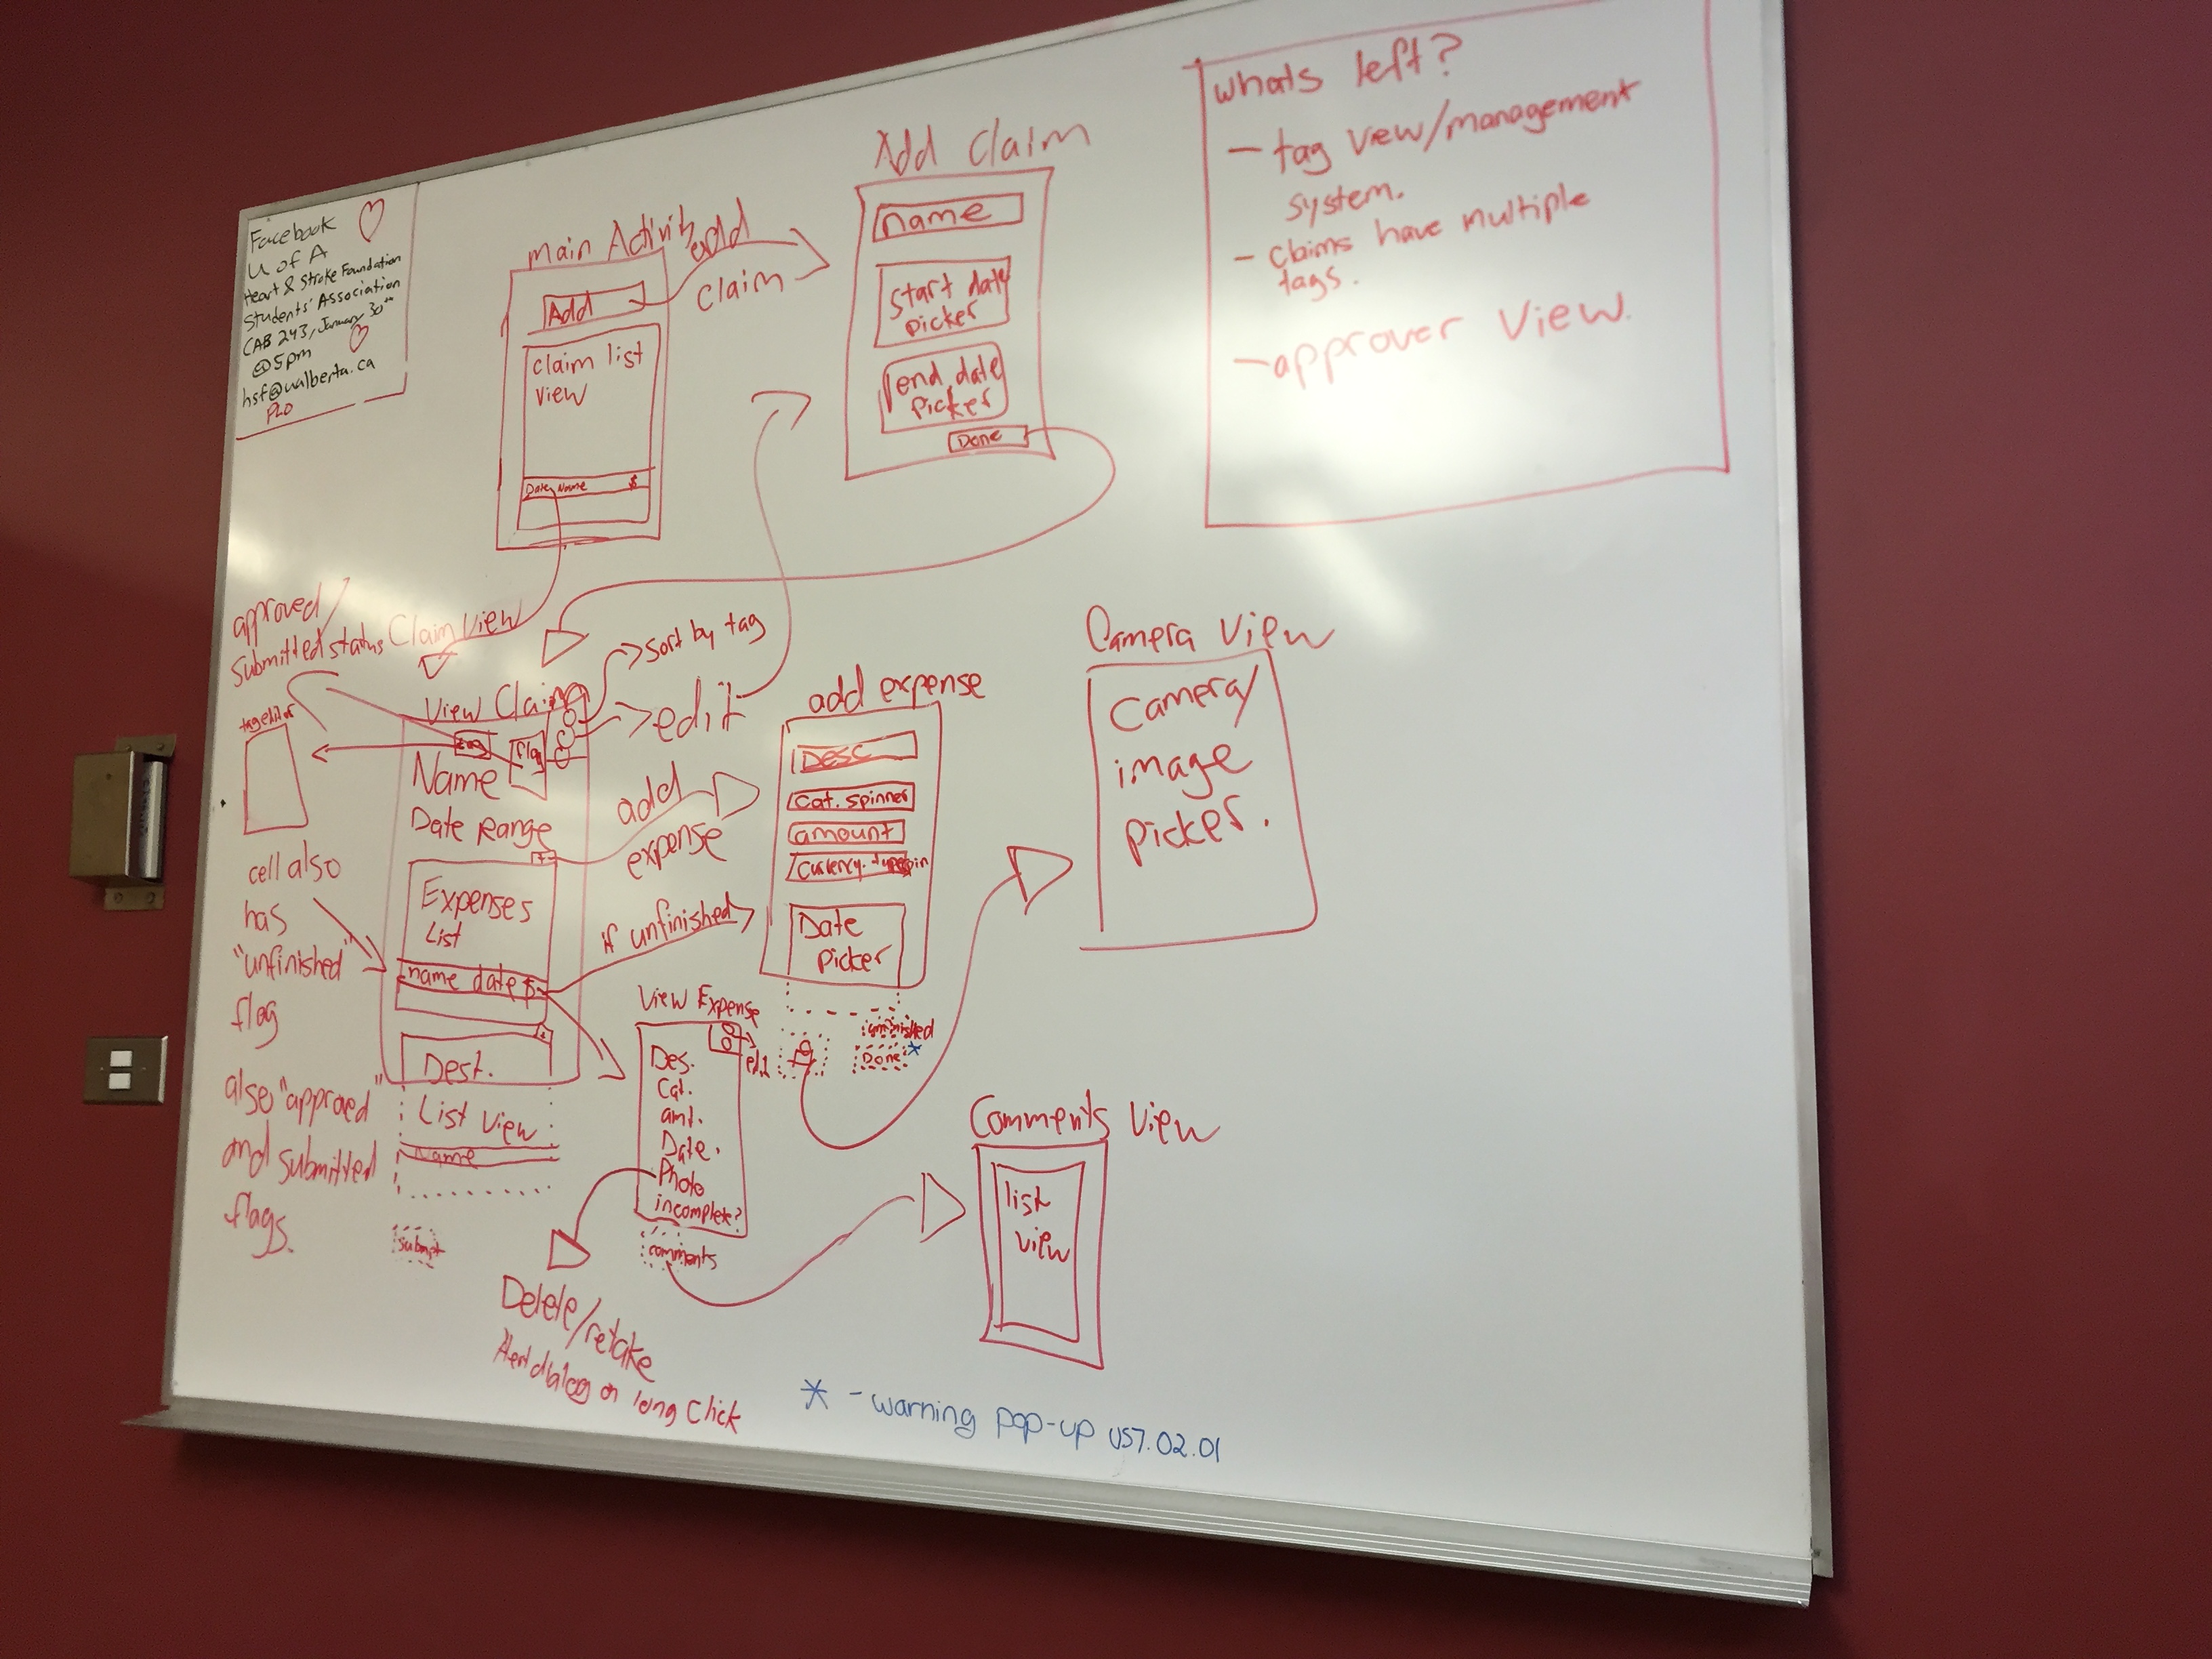 Facebook
U of A
Heart & Stroke Foundation
Students' Association
CAB 243, January 30th
@5pm
hsf@ualberta.ca
PLO
main Activity
Add
claim list
view
Date Name $
add
claim
Add Claim
name
start date
picker
end date
picker
Done
whats left?
- tag view/management
system.
- claims have multiple
tags.
- approver view.
approved/
submitted status
Claim View
View Claim
tag
flag
Name
Date Range
+
Expenses
List
name date $
Dest.
List View
Name
submit
tag editor
cell also
has
"unfinished"
flag
also "approved"
and submitted
flags.
sort by tag
edit
add
expense
if unfinished
add expense
Desc
Cat. spinner
amount
Date
Picker
unfinished
Done*
View Expense
edit
Des.
Cat.
amt.
Date.
Photo
incomplete?
comments
Delete/retake
Alert dialog on long click
Camera View
Camera/
image
picker.
Comments View
list
view
* - warning pop-up US7.02.01